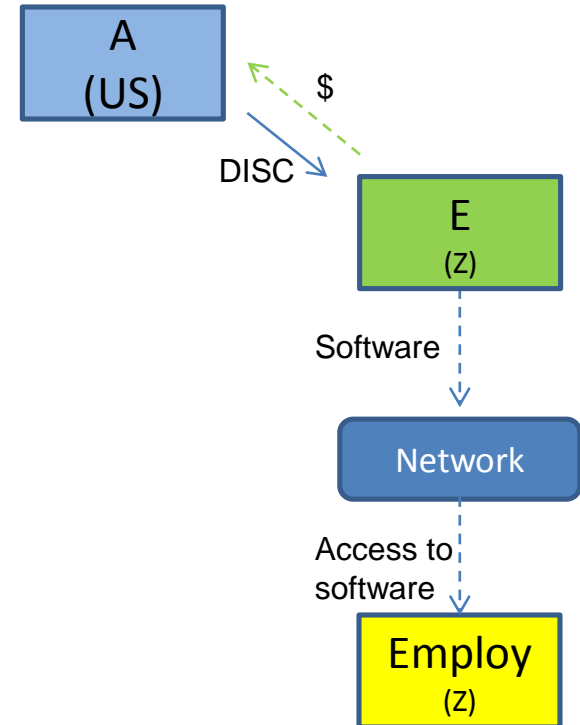 A
(US)
$
DISC
E
(Z)
Software
Network
Access to
software
Employ
(Z)